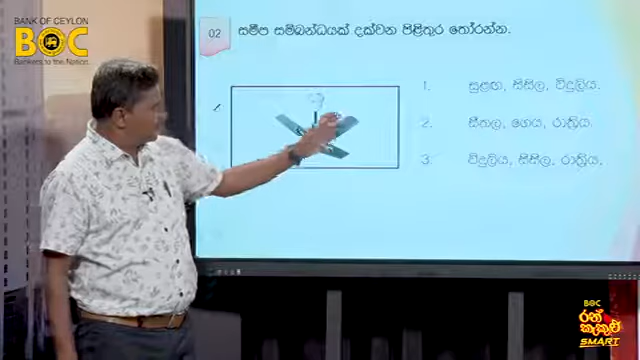 BANK OF CEYLON
BOC
Bankers to the Nation
02 සමීප සම්බන්ධයක් දක්වන පිළිතුර තෝරන්න.
1. සුළඟ, සිසිල, විදුලිය.
2. සීතල, ගෙය, රාත්‍රිය.
3. විදුලිය, සිසිල, රාත්‍රිය.
BOC
රන්
කැකුළු
SMART